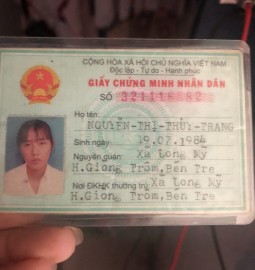 CỘNG HÒA XÃ HỘI CHỦ NGHĨA VIỆT NAM
Độc lập - Tự do - Hạnh phúc
GIẤY CHỨNG MINH NHÂN DÂN
SỐ
Họ tên:
NGUYỄN-THỊ-THÙY-TRANG
Sinh ngày 19.02.1984
Nguyên quán: Xã Long Mỹ
H.Giồng Trôm,Bến Tre
Nơi ĐKHK thường trú: Xã Long Mỹ
H.Giồng Trôm,Bến Tre